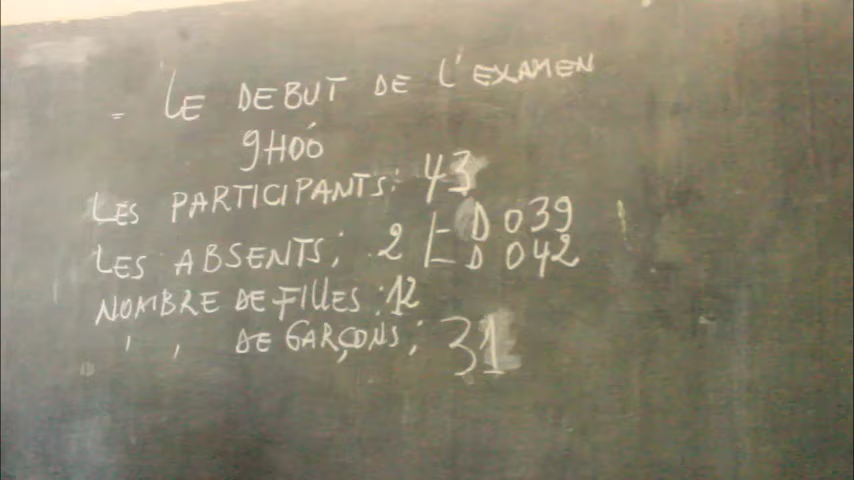 = LE DEBUT DE L'EXAMEN
9H00
LES PARTICIPANTS: 43
LES ABSENTS; 2 D 039
D 042
NOMBRE DE FILLES: 12
" DE GARÇONS; 31